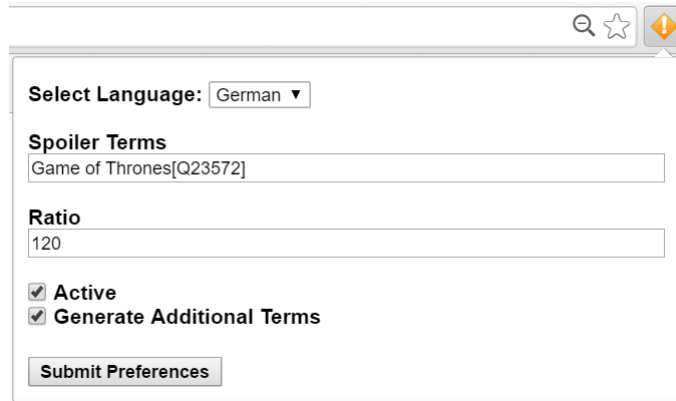 Select Language: German
Spoiler Terms
Game of Thrones[Q23572]
Ratio
120
Active
Generate Additional Terms
Submit Preferences